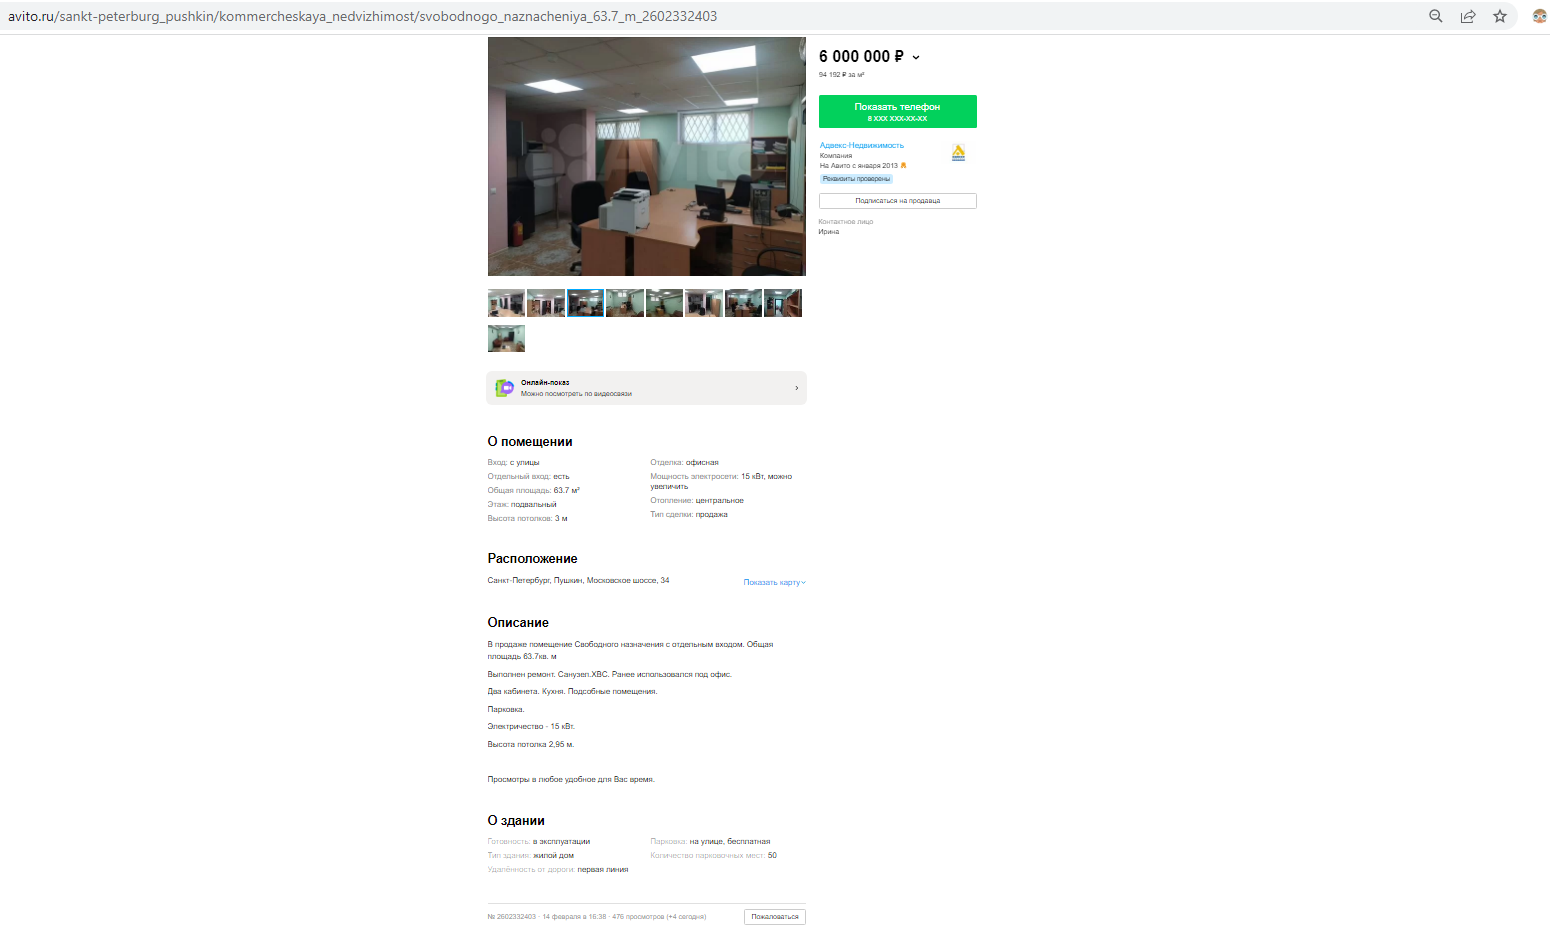 avito.ru/sankt-peterburg_pushkin/kommercheskaya_nedvizhimost/svobodnogo_naznacheniya_63.7_m_2602332403
6 000 000 ₽
94 192 ₽ за м²
Показать телефон
8 XXX XXX-XX-XX
Адвекс-Недвижимость
Компания
На Авито с января 2013
Реквизиты проверены
Подписаться на продавца
Контактное лицо
Ирина
Avito
Онлайн-показ
Можно посмотреть по видеосвязи
О помещении
Вход: с улицы
Отдельный вход: есть
Общая площадь: 63.7 м²
Этаж: подвальный
Высота потолков: 3 м
Отделка: офисная
Мощность электросети: 15 кВт, можно
увеличить
Отопление: центральное
Тип сделки: продажа
Расположение
Санкт-Петербург, Пушкин, Московское шоссе, 34
Показать карту
Описание
В продаже помещение Свободного назначения с отдельным входом. Общая
площадь 63.7кв. м
Выполнен ремонт. Санузел.ХВС. Ранее использовался под офис.
Два кабинета. Кухня. Подсобные помещения.
Парковка.
Электричество - 15 кВт.
Высота потолка 2,95 м.
Просмотры в любое удобное для Вас время.
О здании
Готовность: в эксплуатации
Тип здания: жилой дом
Удалённость от дороги: первая линия
Парковка: на улице, бесплатная
Количество парковочных мест: 50
№ 2602332403 · 14 февраля в 16:38 · 476 просмотров (+4 сегодня)
Пожаловаться